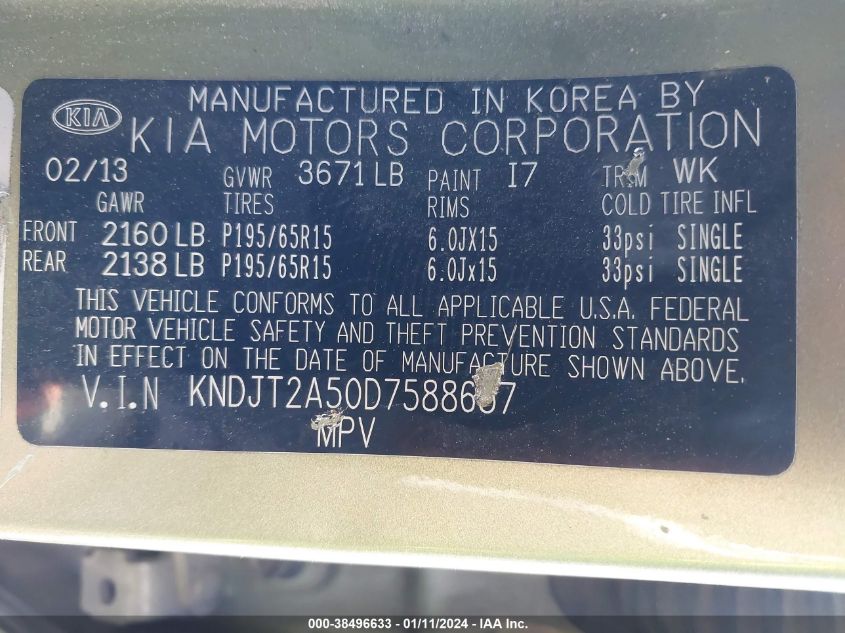 MANUFACTURED IN KOREA BY
KIA KIA MOTORS CORPORATION
02/13 GVWR 3671 LB PAINT I7 TRIM WK
GAWR TIRES RIMS COLD TIRE INFL
FRONT 2160 LB P195/65R15 6.0JX15 33psi SINGLE
REAR 2138 LB P195/65R15 6.0Jx15 33psi SINGLE
THIS VEHICLE CONFORMS TO ALL APPLICABLE U.S.A. FEDERAL
MOTOR VEHICLE SAFETY AND THEFT PREVENTION STANDARDS
IN EFFECT ON THE DATE OF MANUFACTURE SHOWN ABOVE.
V.I.N
MPV
000-38496633 - 01/11/2024 - IAA Inc.